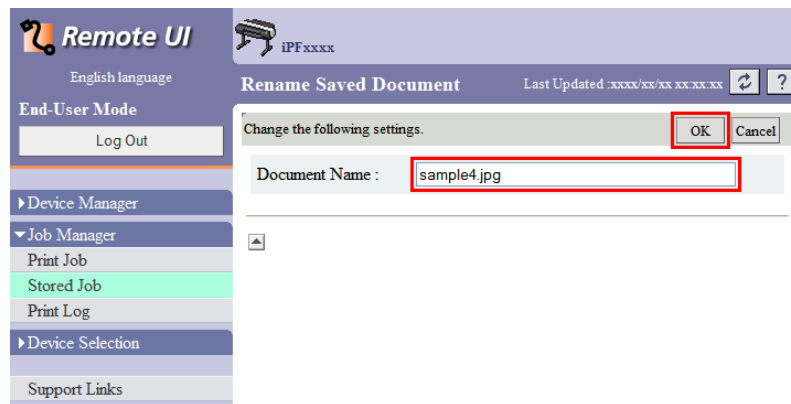 Remote UI
English language
End-User Mode
Log Out
Device Manager
Job Manager
Print Job
Stored Job
Print Log
Device Selection
Support Links
iPFxxxx
Rename Saved Document Last Updated :xxxx/xx/xx xx:xx:xx ?
Change the following settings. OK Cancel
Document Name : sample4.jpg